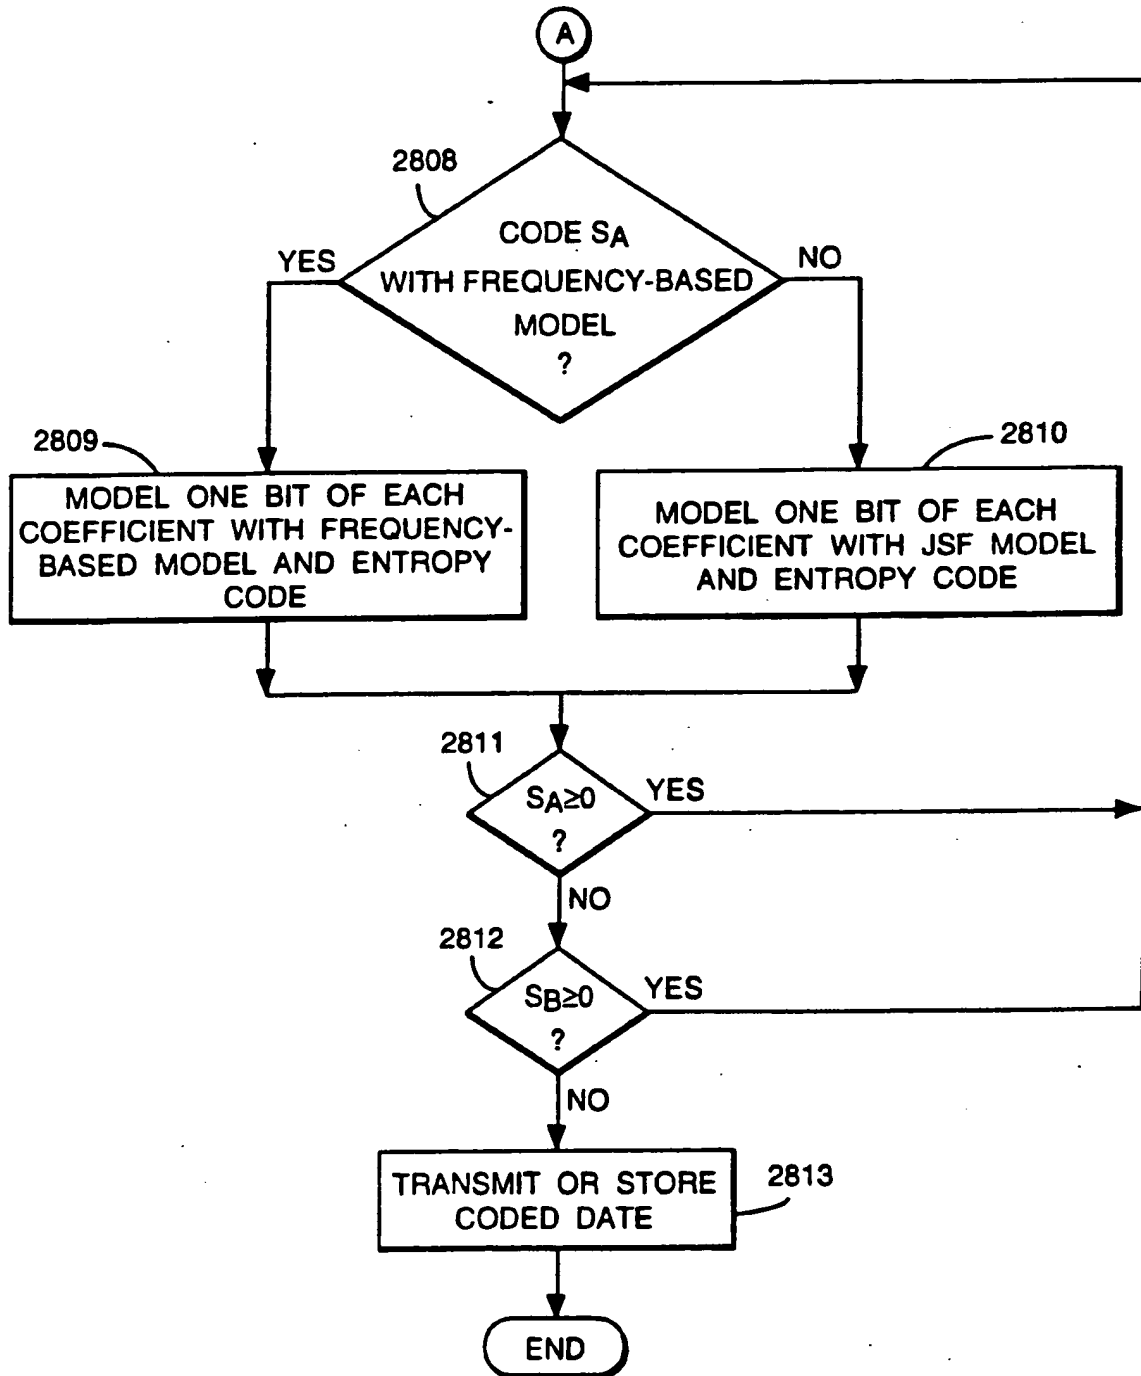 A
2808
CODE SA
YES
NO
WITH FREQUENCY-BASED
MODEL
?
2809
2810
MODEL ONE BIT OF EACH
COEFFICIENT WITH FREQUENCY-
BASED MODEL AND ENTROPY
CODE
MODEL ONE BIT OF EACH
COEFFICIENT WITH JSF MODEL
AND ENTROPY CODE
2811
SA≥0
YES
?
NO
2812
SB≥0
YES
?
NO
TRANSMIT OR STORE
CODED DATE
2813
END